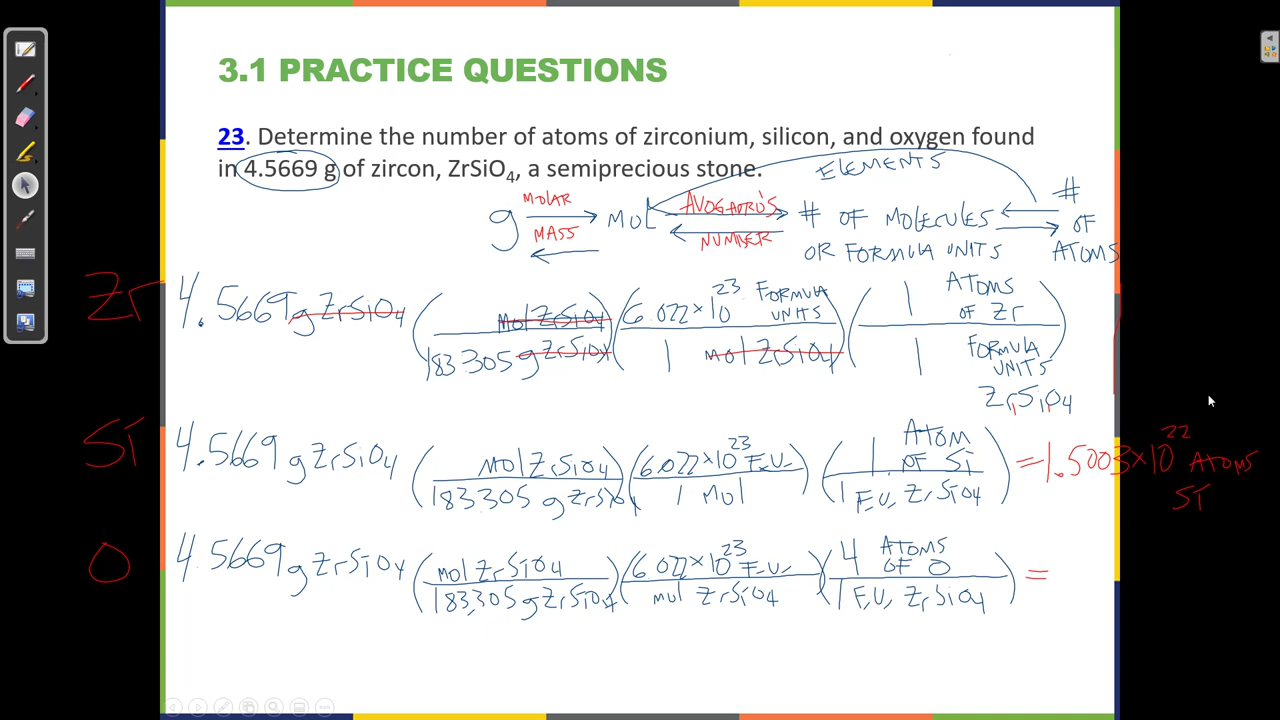 3.1 PRACTICE QUESTIONS
23. Determine the number of atoms of zirconium, silicon, and oxygen found
in 4.5669 g of zircon, ZrSiO4, a semiprecious stone.
ELEMENTS
g MOLAR MASS MOL AVOGADRO'S NUMBER # OF MOLECULES # OF ATOMS
OR FORMULA UNITS
Zr 4.5669 g ZrSiO4 (mol ZrSiO4 / 183.305 g ZrSiO4) (6.022 × 10^23 FORMULA UNITS / 1 mol ZrSiO4) (1 ATOMS OF Zr / 1 FORMULA UNITS ZrSiO4)
Si 4.5669 g ZrSiO4 (mol ZrSiO4 / 183.305 g ZrSiO4) (6.022 × 10^23 F.U. / 1 mol) (1 ATOM OF Si / 1 F.U. ZrSiO4) = 1.5003 × 10^22 ATOMS Si
O 4.5669 g ZrSiO4 (mol ZrSiO4 / 183.305 g ZrSiO4) (6.022 × 10^23 F.U. / mol ZrSiO4) (4 ATOMS OF O / 1 F.U. ZrSiO4) =